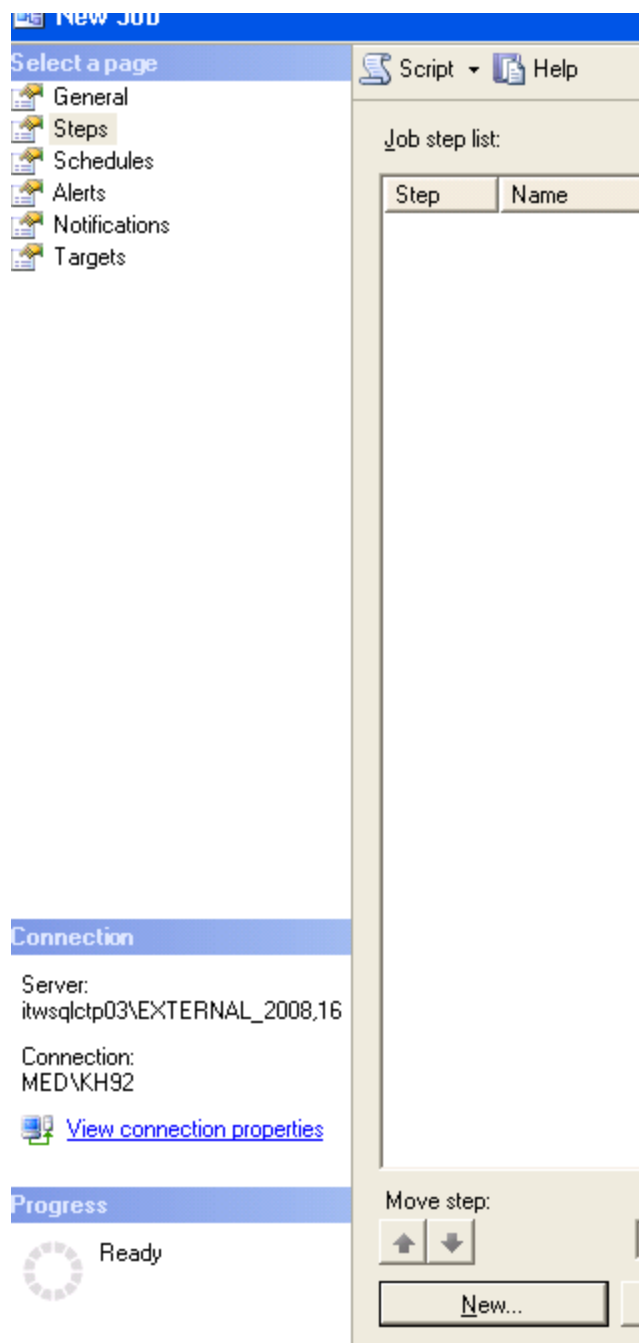 New Job
Select a page
General
Steps
Schedules
Alerts
Notifications
Targets
Script Help
Job step list:
Step Name
Connection
Server:
itwsqlctp03\EXTERNAL_2008,16
Connection:
MED\KH92
View connection properties
Progress
Ready
Move step:
New...